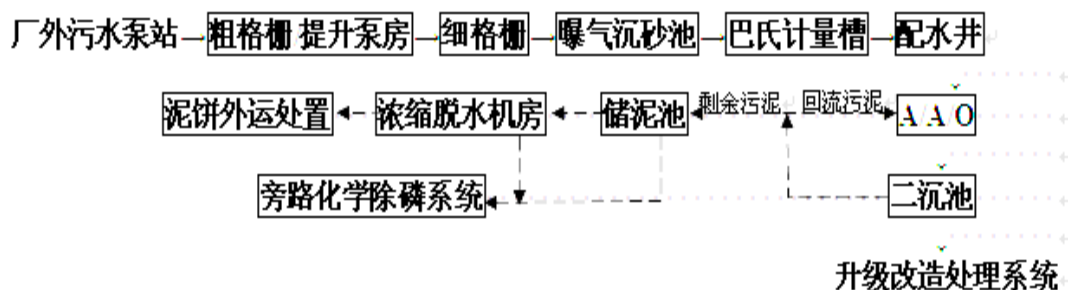 厂外污水泵站 粗格栅 提升泵房 细格栅 曝气沉砂池 巴氏计量槽 配水井
泥饼外运处置 浓缩脱水机房 储泥池 剩余污泥 回流污泥 A A O
旁路化学除磷系统 二沉池
升级改造处理系统